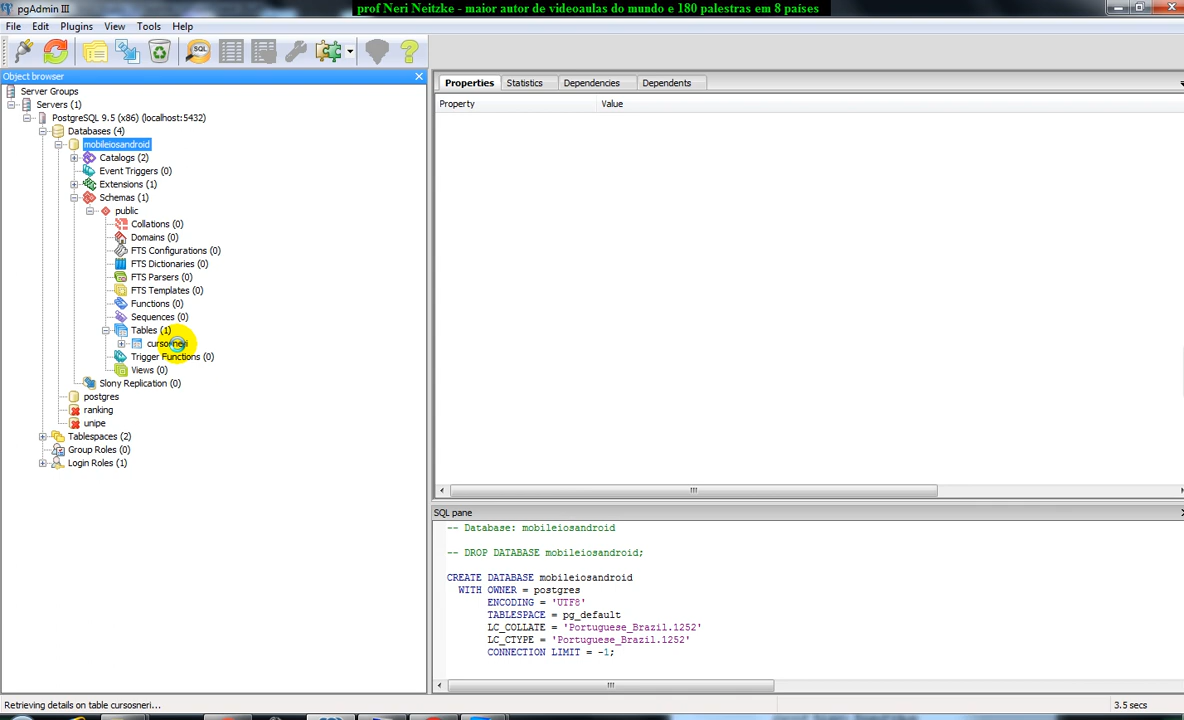 pgAdmin III
prof Neri Neitzke - maior autor de videoaulas do mundo e 180 palestras em 8 países
File Edit Plugins View Tools Help
SQL
Object browser
Server Groups
Servers (1)
PostgreSQL 9.5 (x86) (localhost:5432)
Databases (4)
mobileiosandroid
Catalogs (2)
Event Triggers (0)
Extensions (1)
Schemas (1)
public
Collations (0)
Domains (0)
FTS Configurations (0)
FTS Dictionaries (0)
FTS Parsers (0)
FTS Templates (0)
Functions (0)
Sequences (0)
Tables (1)
cursosneri
Trigger Functions (0)
Views (0)
Slony Replication (0)
postgres
ranking
unipe
Tablespaces (2)
Group Roles (0)
Login Roles (1)
Properties Statistics Dependencies Dependents
Property Value
SQL pane
-- Database: mobileiosandroid
-- DROP DATABASE mobileiosandroid;
CREATE DATABASE mobileiosandroid
WITH OWNER = postgres
ENCODING = 'UTF8'
TABLESPACE = pg_default
LC_COLLATE = 'Portuguese_Brazil.1252'
LC_CTYPE = 'Portuguese_Brazil.1252'
CONNECTION LIMIT = -1;
Retrieving details on table cursosneri...
3.5 secs